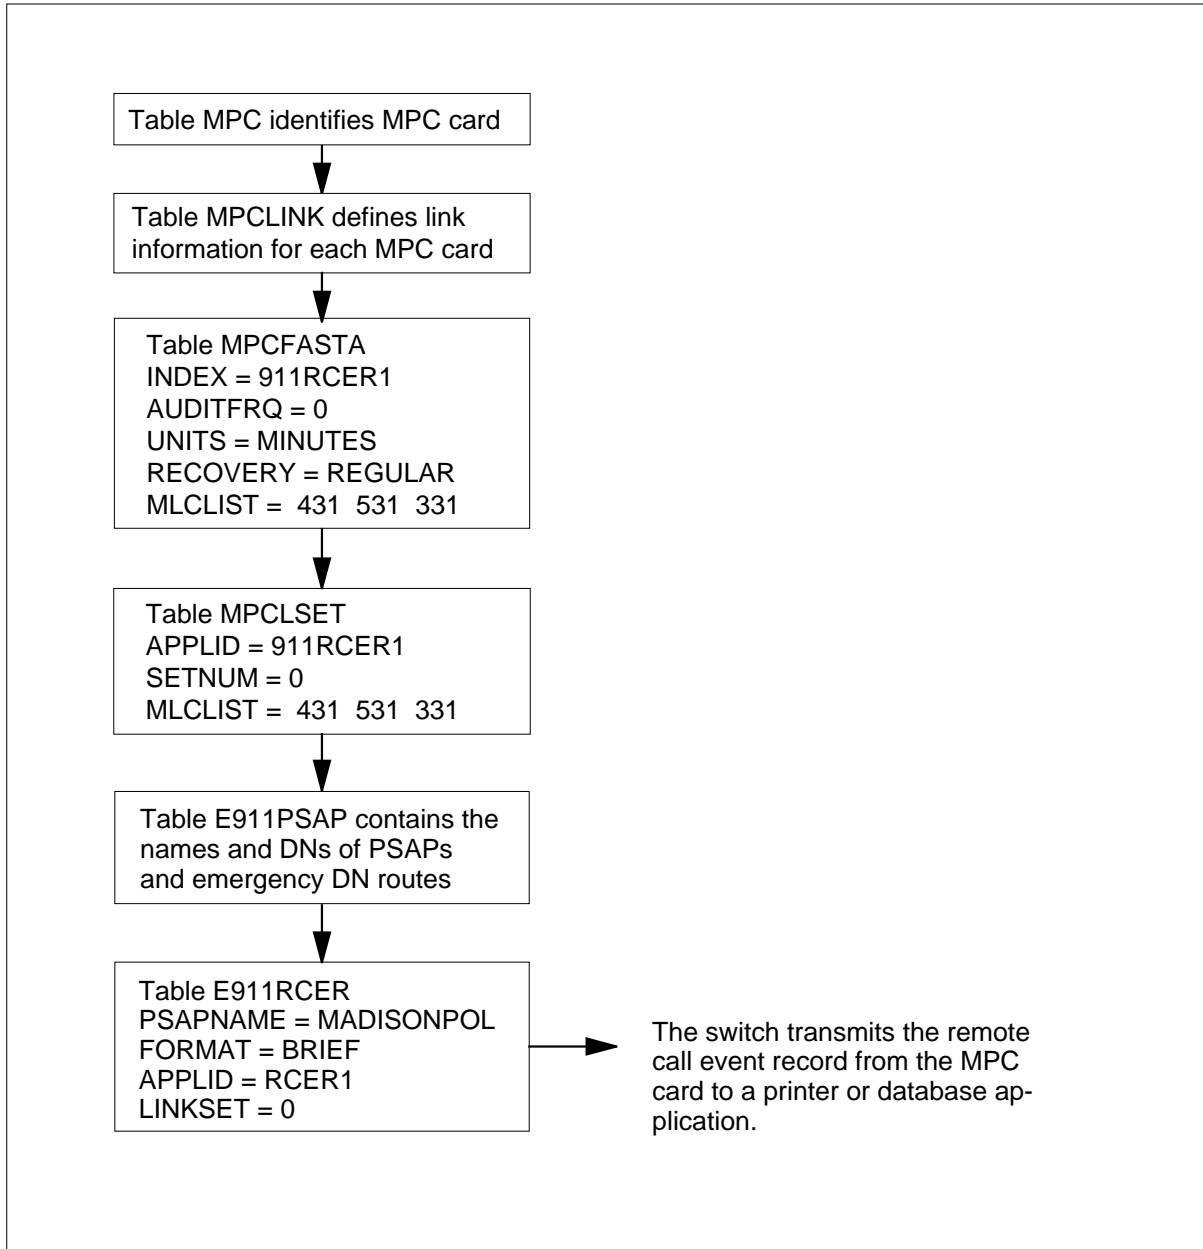 Table MPC identifies MPC card
Table MPCLINK defines link
information for each MPC card
Table MPCFASTA
INDEX = 911RCER1
AUDITFRQ = 0
UNITS = MINUTES
RECOVERY = REGULAR
MLCLIST =  431  531  331
Table MPCLSET
APPLID = 911RCER1
SETNUM = 0
MLCLIST =  431  531  331
Table E911PSAP contains the
names and DNs of PSAPs
and emergency DN routes
Table E911RCER
PSAPNAME = MADISONPOL
FORMAT = BRIEF
APPLID = RCER1
LINKSET = 0
The switch transmits the remote
call event record from the MPC
card to a printer or database ap-
plication.